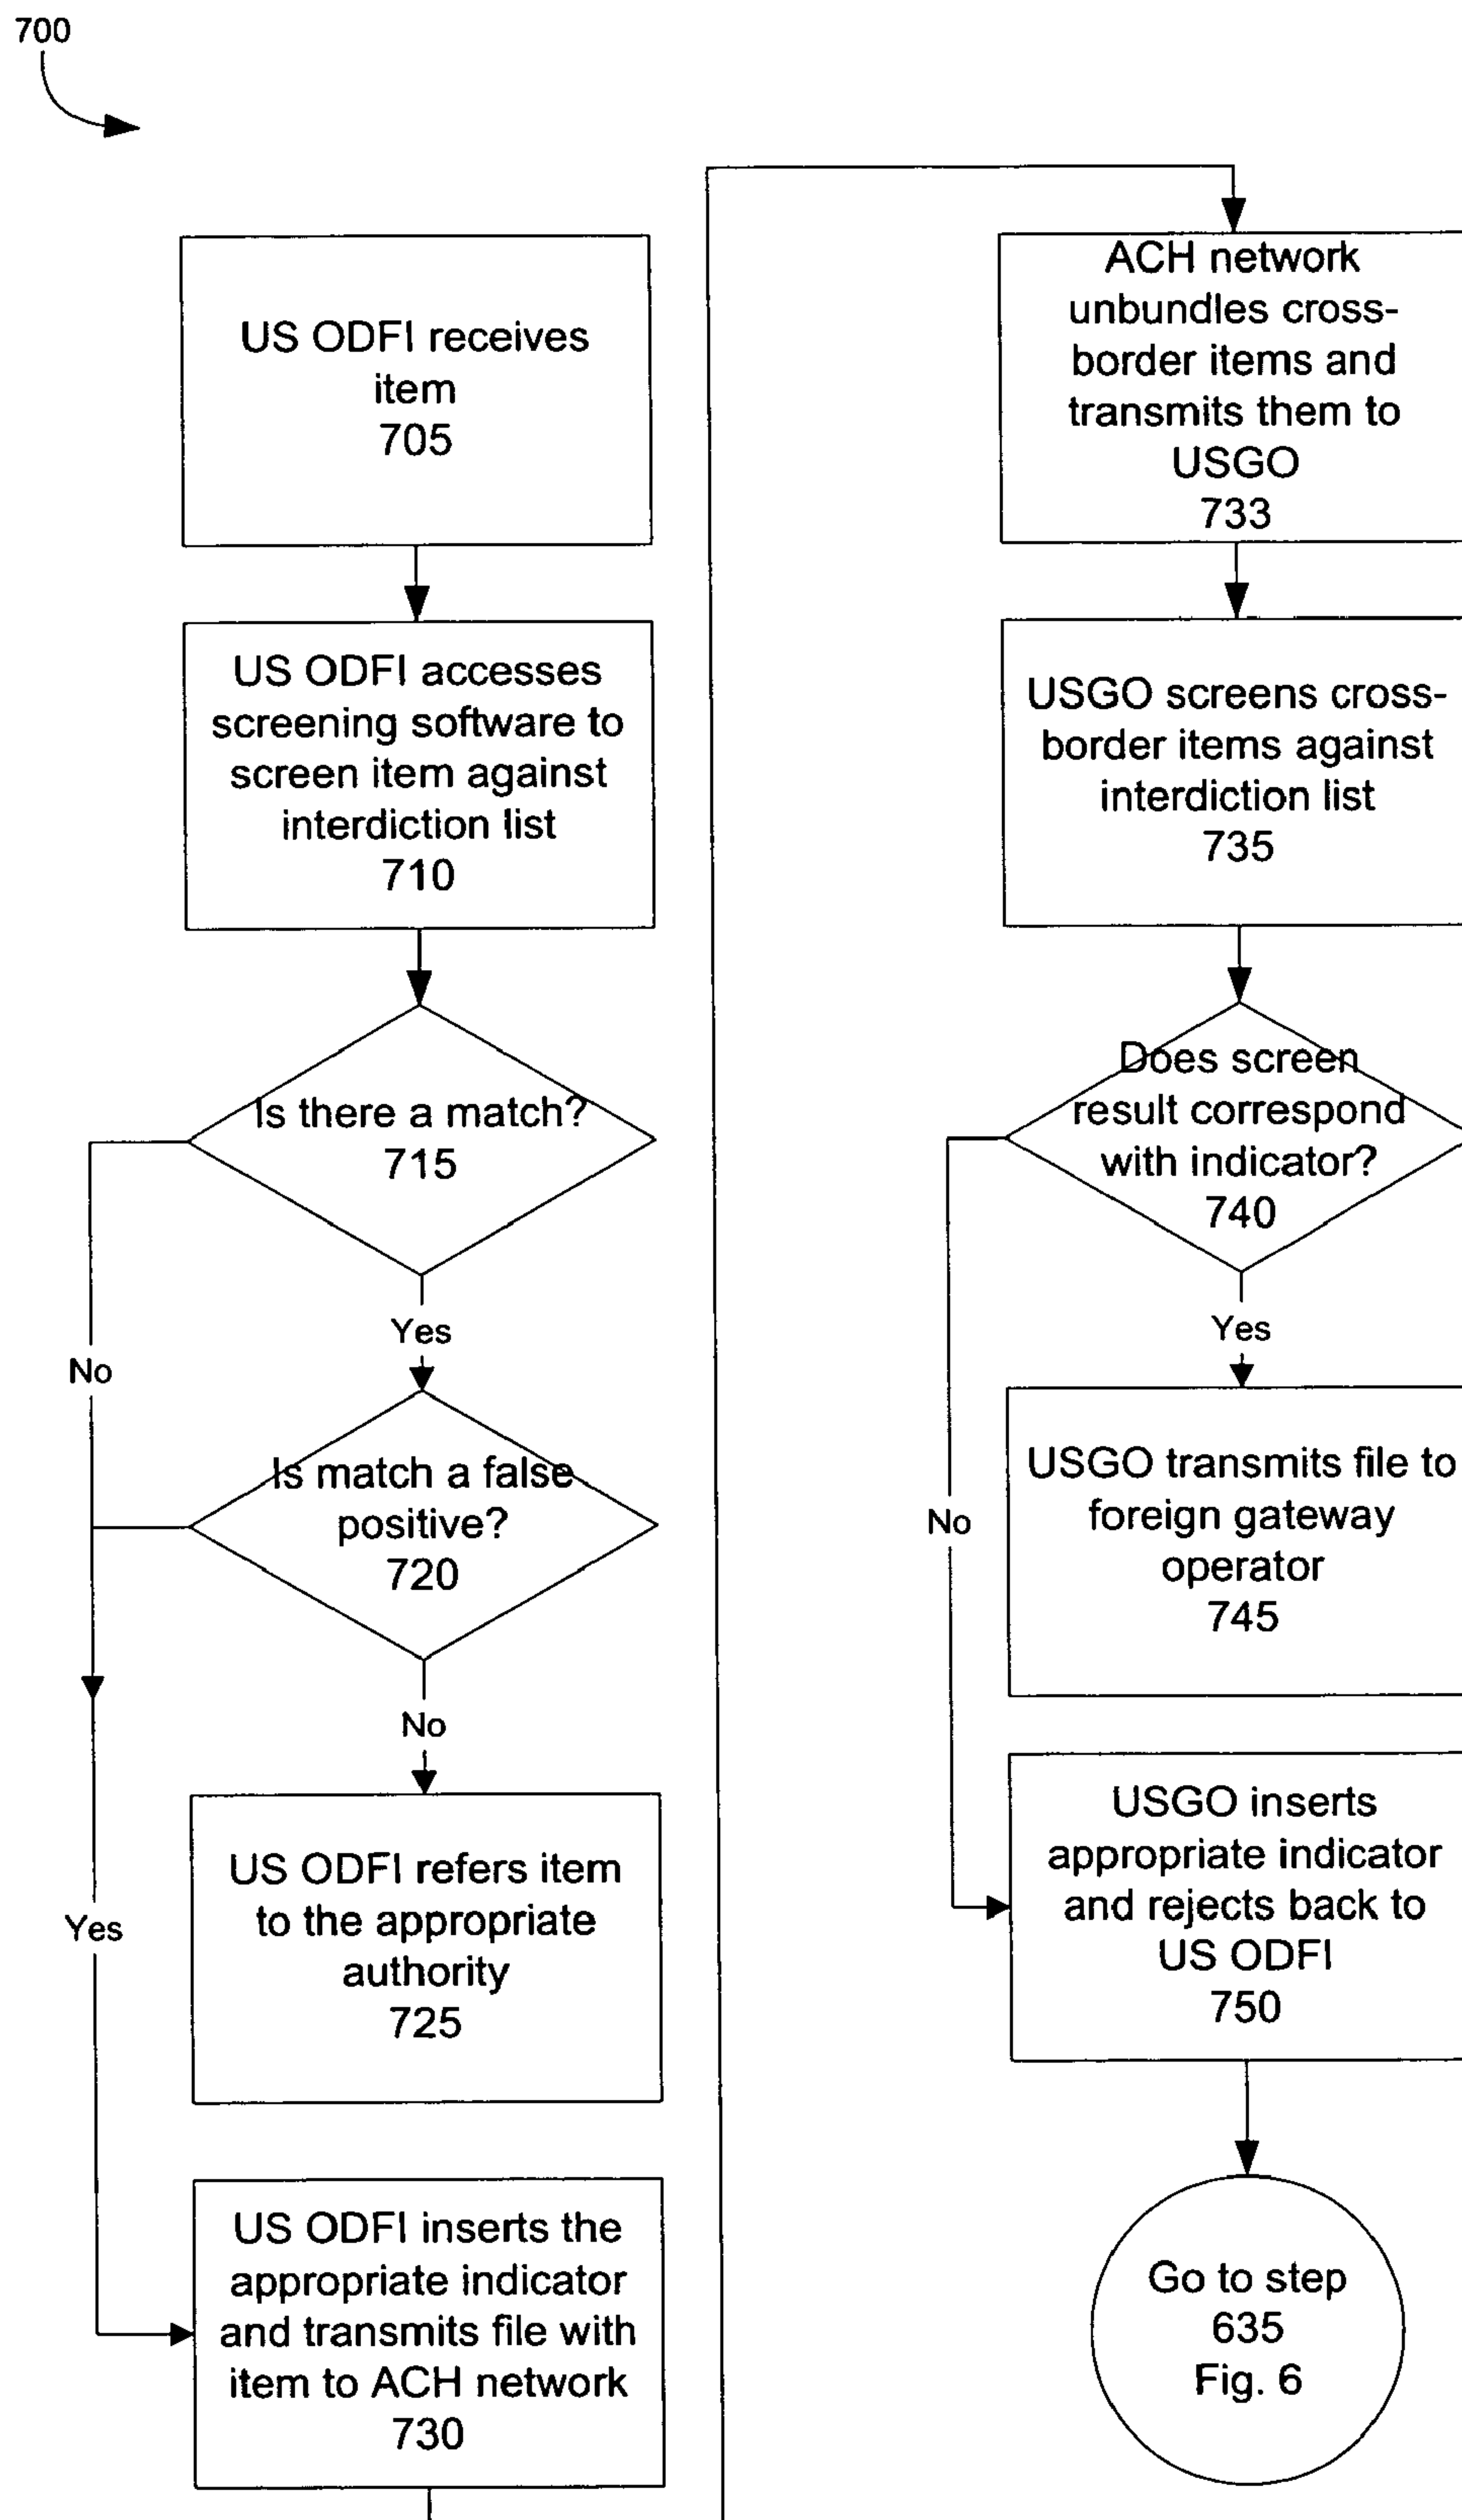 700
US ODFI receives
item
705
US ODFI accesses
screening software to
screen item against
interdiction list
710
Is there a match?
715
Yes
No
Is match a false
positive?
720
No
US ODFI refers item
to the appropriate
authority
725
Yes
US ODFI inserts the
appropriate indicator
and transmits file with
item to ACH network
730
ACH network
unbundles cross-
border items and
transmits them to
USGO
733
USGO screens cross-
border items against
interdiction list
735
Does screen
result correspond
with indicator?
740
Yes
USGO transmits file to
foreign gateway
operator
745
No
USGO inserts
appropriate indicator
and rejects back to
US ODFI
750
Go to step
635
Fig. 6